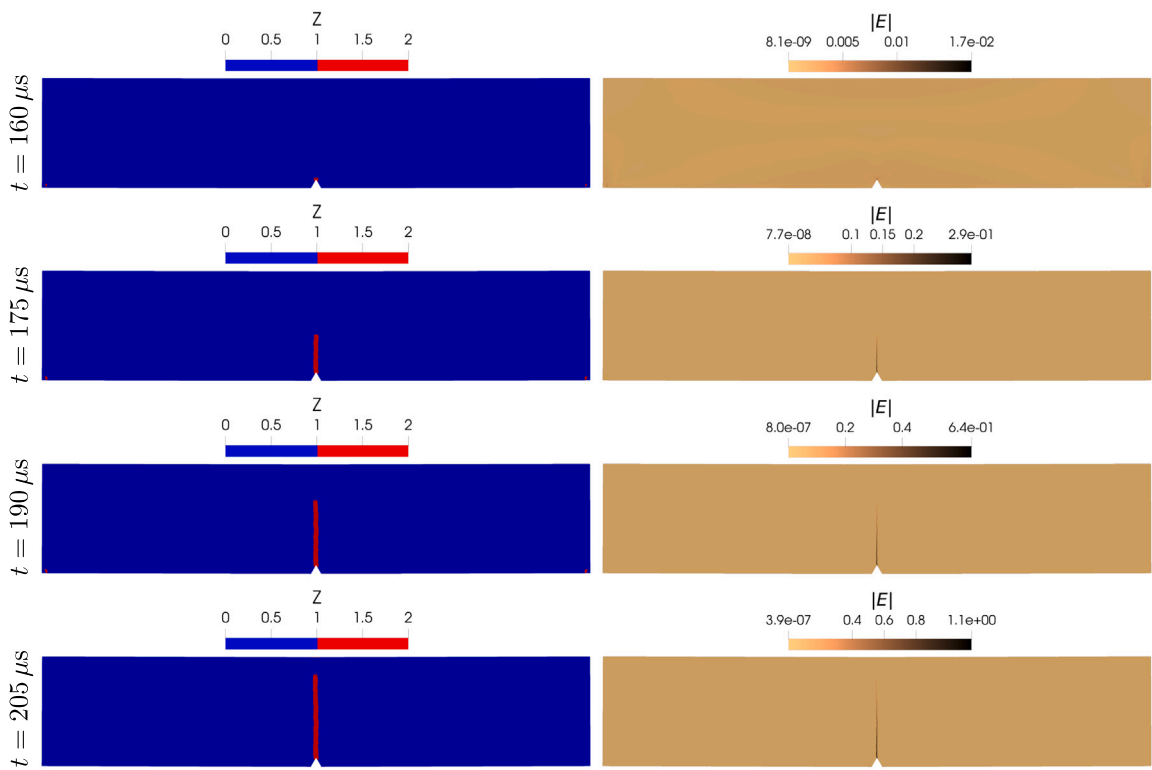 Z
0 0.5 1 1.5 2
|E|
8.1e-09 0.005 0.01 1.7e-02
t = 160 μs
Z
0 0.5 1 1.5 2
|E|
7.7e-08 0.1 0.15 0.2 2.9e-01
t = 175 μs
Z
0 0.5 1 1.5 2
|E|
8.0e-07 0.2 0.4 6.4e-01
t = 190 μs
Z
0 0.5 1 1.5 2
|E|
3.9e-07 0.4 0.6 0.8 1.1e+00
t = 205 μs